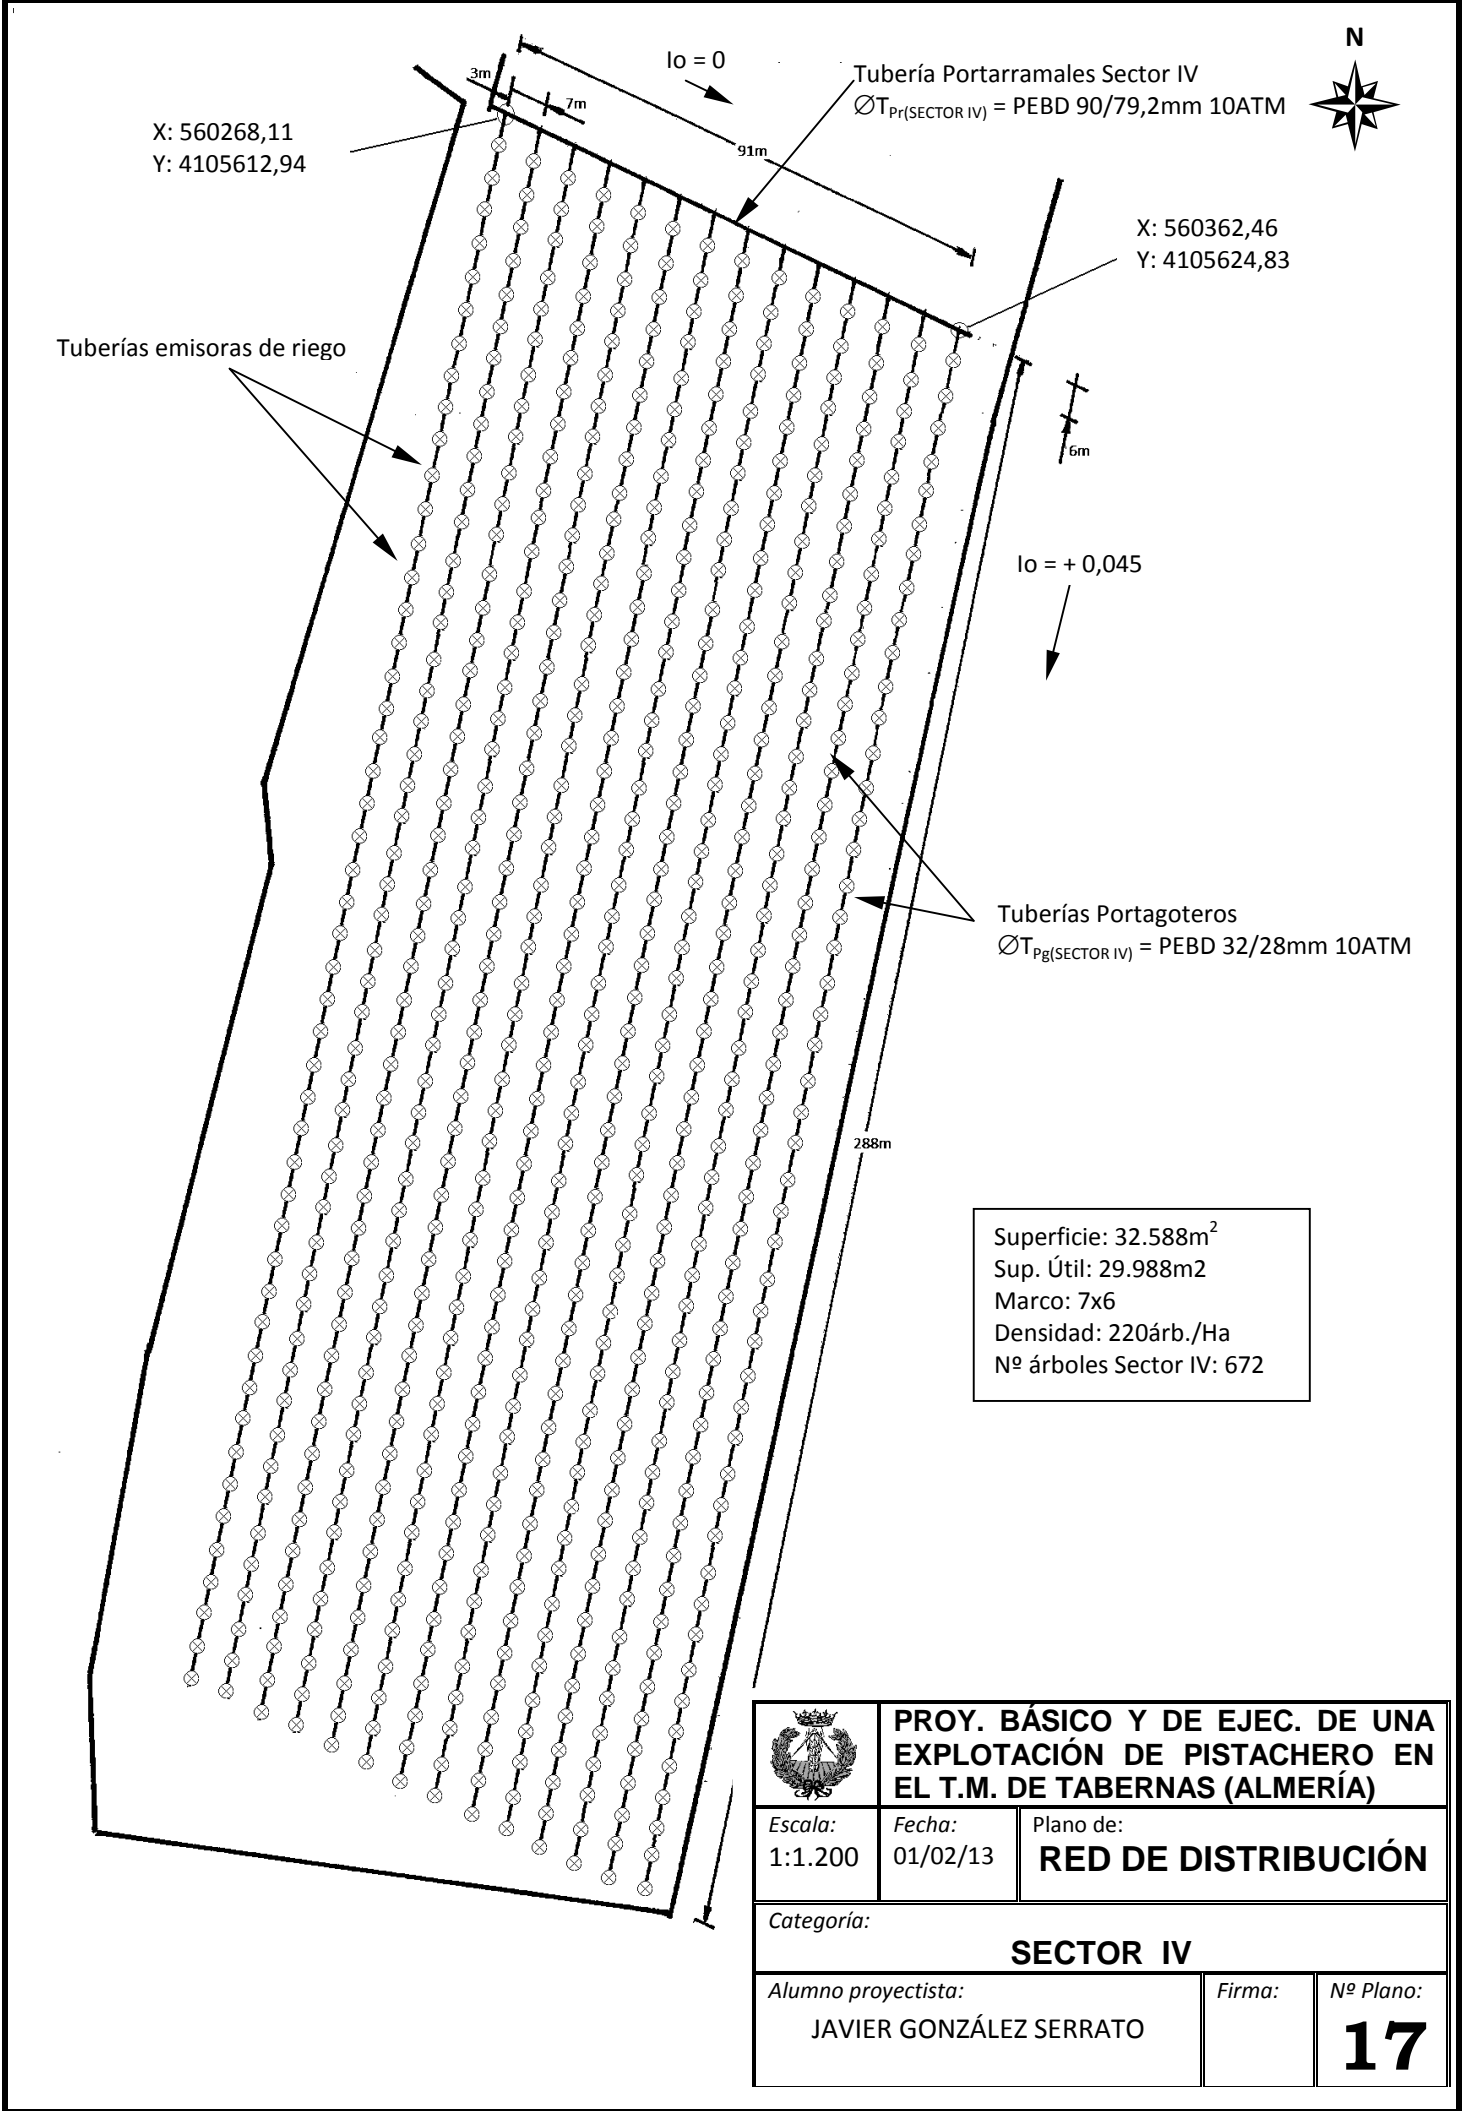 N
Io = 0
3m
7m
Tubería Portarramales Sector IV
∅T_Pr(SECTOR IV) = PEBD 90/79,2mm 10ATM
X: 560268,11
Y: 4105612,94
91m
X: 560362,46
Y: 4105624,83
Tuberías emisoras de riego
6m
Io = + 0,045
Tuberías Portagoteros
∅T_Pg(SECTOR IV) = PEBD 32/28mm 10ATM
288m
Superficie: 32.588m²
Sup. Útil: 29.988m2
Marco: 7x6
Densidad: 220árb./Ha
Nº árboles Sector IV: 672
PROY. BÁSICO Y DE EJEC. DE UNA
EXPLOTACIÓN DE PISTACHERO EN
EL T.M. DE TABERNAS (ALMERÍA)
Escala:
1:1.200
Fecha:
01/02/13
Plano de:
RED DE DISTRIBUCIÓN
Categoría:
SECTOR IV
Alumno proyectista:
JAVIER GONZÁLEZ SERRATO
Firma:
Nº Plano:
17